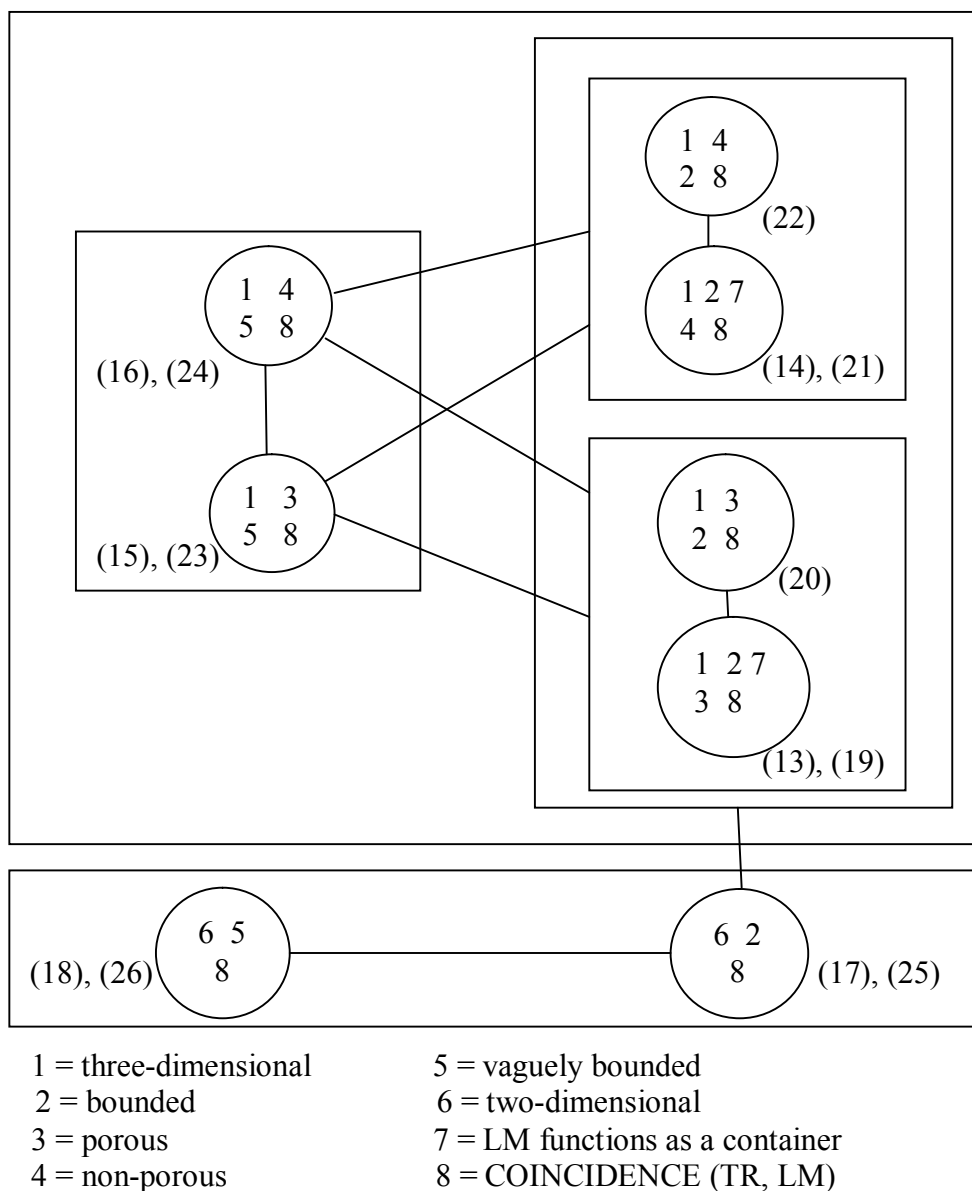 1 4
2 8
(22)
1 2 7
4 8
(14), (21)
1 4
5 8
(16), (24)
1 3
5 8
(15), (23)
1 3
2 8
(20)
1 2 7
3 8
(13), (19)
6 5
8
(18), (26)
6 2
8
(17), (25)
1 = three-dimensional
2 = bounded
3 = porous
4 = non-porous
5 = vaguely bounded
6 = two-dimensional
7 = LM functions as a container
8 = COINCIDENCE (TR, LM)